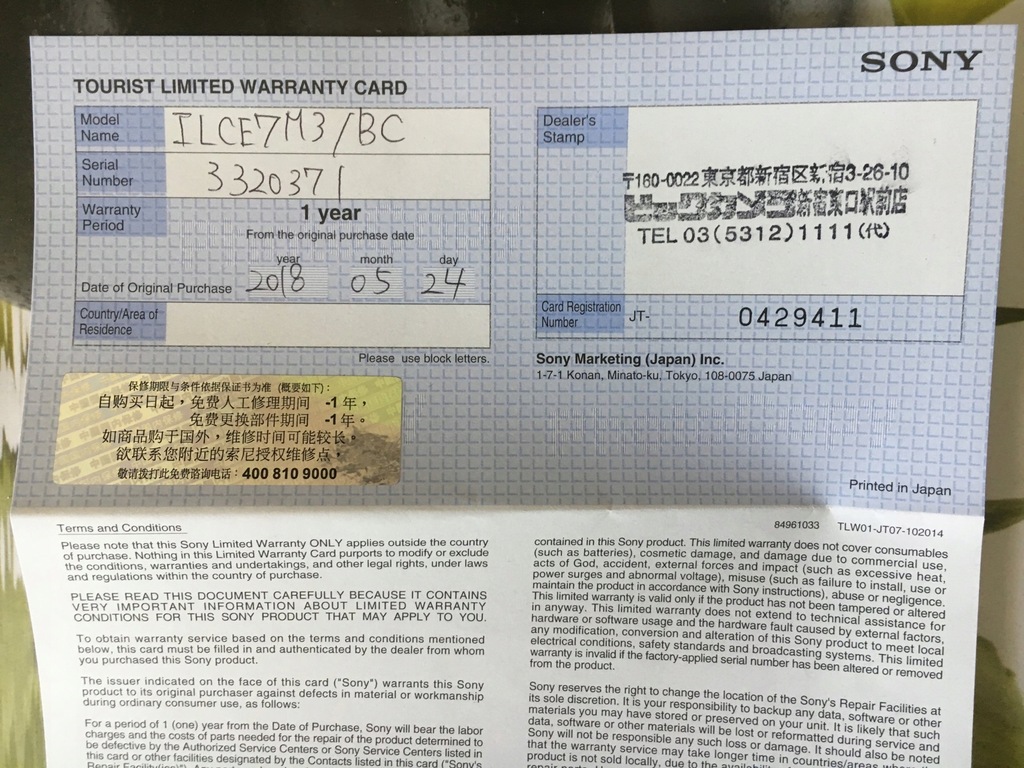 SONY
TOURIST LIMITED WARRANTY CARD
Model
Name
ILCE7M3/BC
Serial
Number
3320371
Warranty
Period
1 year
From the original purchase date
year month day
Date of Original Purchase 2018 05 24
Country/Area of
Residence
Please use block letters.
Dealer's
Stamp
〒160-0022 東京都新宿区新宿3-26-10
新宿東口駅前店
TEL 03(5312)1111(代)
Card Registration
Number
JT- 0429411
Sony Marketing (Japan) Inc.
1-7-1 Konan, Minato-ku, Tokyo, 108-0075 Japan
保修期限与条件依据保证书为准（概要如下）：
自购买日起，免费人工修理期间 -1年，
免费更换部件期间 -1年。
如商品购于国外，维修时间可能较长。
欲联系您附近的索尼授权维修点，
敬请拨打此免费咨询电话：400 810 9000
Printed in Japan
84961033 TLW01-JT07-102014
Terms and Conditions
Please note that this Sony Limited Warranty ONLY applies outside the country
of purchase. Nothing in this Limited Warranty Card purports to modify or exclude
the conditions, warranties and undertakings, and other legal rights, under laws
and regulations within the country of purchase.
PLEASE READ THIS DOCUMENT CAREFULLY BECAUSE IT CONTAINS
VERY IMPORTANT INFORMATION ABOUT LIMITED WARRANTY
CONDITIONS FOR THIS SONY PRODUCT THAT MAY APPLY TO YOU.
To obtain warranty service based on the terms and conditions mentioned
below, this card must be filled in and authenticated by the dealer from whom
you purchased this Sony product.
The issuer indicated on the face of this card ("Sony") warrants this Sony
product to its original purchaser against defects in material or workmanship
during ordinary consumer use, as follows:
For a period of 1 (one) year from the Date of Purchase, Sony will bear the labor
charges and the costs of parts needed for the repair of the product determined to
be defective by the Authorized Service Centers or Sony Service Centers listed in
this card or other facilities designated by the Contacts listed in this card ("Sony's
Repair Facility(ies)").
contained in this Sony product. This limited warranty does not cover consumables
(such as batteries), cosmetic damage, and damage due to commercial use,
acts of God, accident, external forces and impact (such as excessive heat,
power surges and abnormal voltage), misuse (such as failure to install, use or
maintain the product in accordance with Sony instructions), abuse or negligence.
This limited warranty is valid only if the product has not been tampered or altered
in anyway. This limited warranty does not extend to technical assistance for
hardware or software usage and the hardware fault caused by external factors,
any modification, conversion and alteration of this Sony product to meet local
electrical conditions, safety standards and broadcasting systems. This limited
warranty is invalid if the factory-applied serial number has been altered or removed
from the product.
Sony reserves the right to change the location of the Sony's Repair Facilities at
its sole discretion. It is your responsibility to backup any data, software or other
materials you may have stored or preserved on your unit. It is likely that such
data, software or other materials will be lost or reformatted during service and
Sony will not be responsible any such loss or damage. It should also be noted
that the warranty service may take longer time in countries/areas where
product is not sold locally, due to the